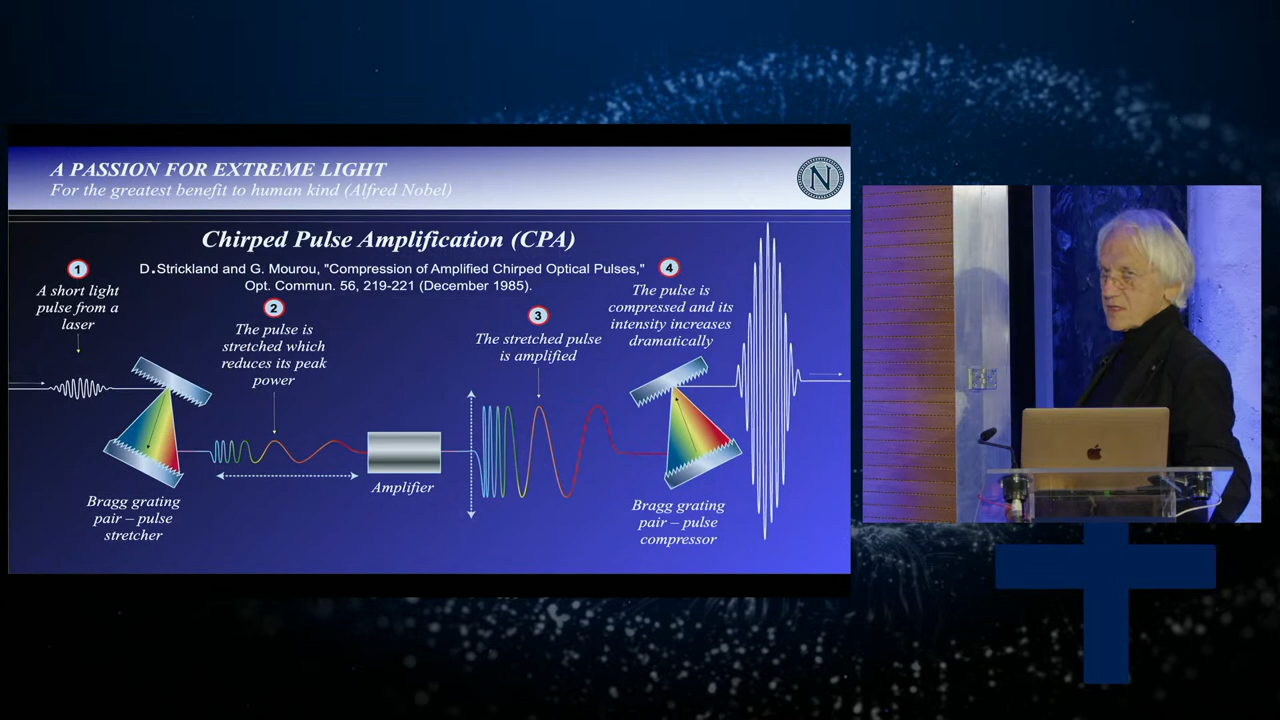 A PASSION FOR EXTREME LIGHT
For the greatest benefit to human kind (Alfred Nobel)
N
Chirped Pulse Amplification (CPA)
D.Strickland and G. Mourou, "Compression of Amplified Chirped Optical Pulses,"
Opt. Commun. 56, 219-221 (December 1985).
1
A short light
pulse from a
laser
2
The pulse is
stretched which
reduces its peak
power
3
The stretched pulse
is amplified
4
The pulse is
compressed and its
intensity increases
dramatically
Bragg grating
pair – pulse
stretcher
Amplifier
Bragg grating
pair – pulse
compressor